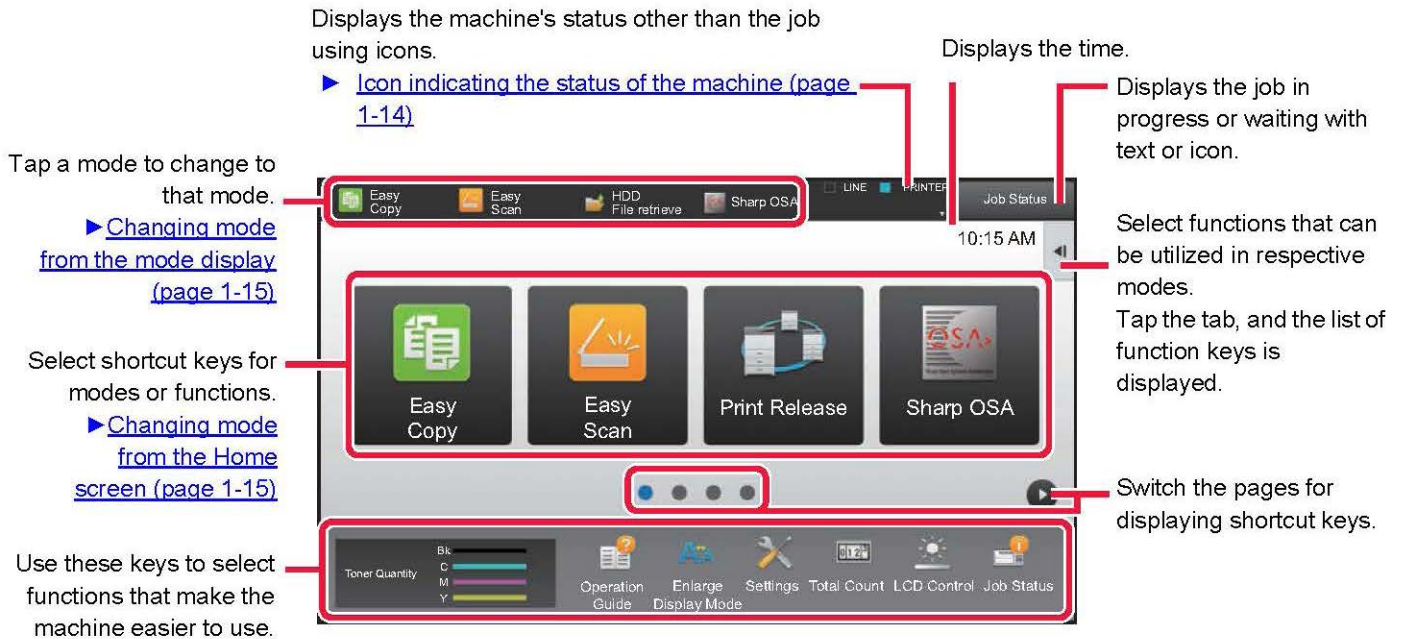 Displays the machine's status other than the job
using icons.
► Icon indicating the status of the machine (page
1-14)
Displays the time.
Displays the job in
progress or waiting with
text or icon.
Tap a mode to change to
that mode.
►Changing mode
from the mode display
(page 1-15)
Easy
Copy
Easy
Scan
HDD
File retrieve
Sharp OSA
LINE
PRINTER
Job Status
10:15 AM
Select functions that can
be utilized in respective
modes.
Tap the tab, and the list of
function keys is
displayed.
Select shortcut keys for
modes or functions.
►Changing mode
from the Home
screen (page 1-15)
Easy
Copy
Easy
Scan
Print Release
OSA
Sharp OSA
Switch the pages for
displaying shortcut keys.
Use these keys to select
functions that make the
machine easier to use.
Toner Quantity
Bk
C
M
Y
Operation
Guide
Enlarge
Display Mode
Settings
012
Total Count
LCD Control
Job Status